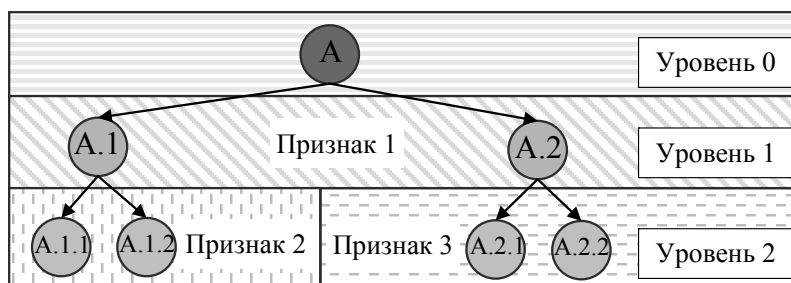 А
Уровень 0
А.1
Признак 1
А.2
Уровень 1
А.1.1
А.1.2
Признак 2
Признак 3
А.2.1
А.2.2
Уровень 2